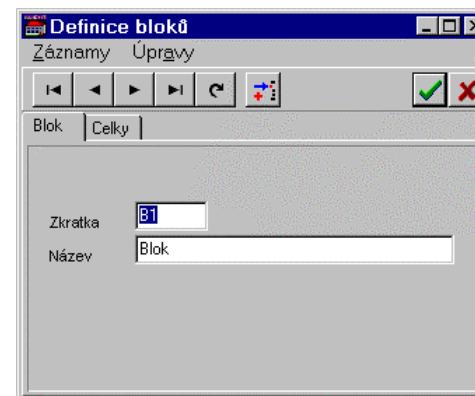 Definice bloků
Záznamy Úpravy
Blok Celky
Zkratka B1
Název Blok